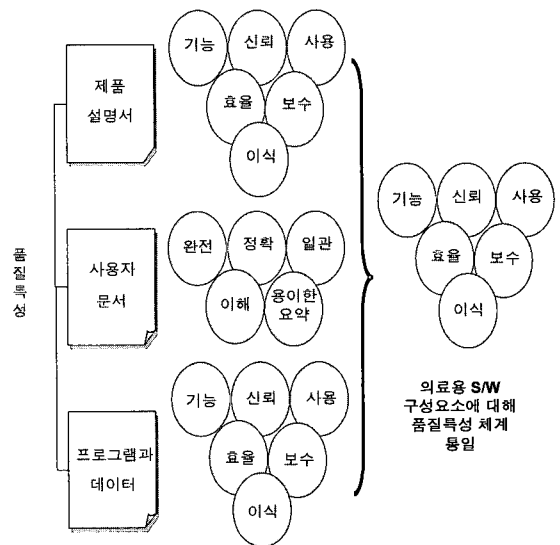 품질특성
제품
설명서
기능
신뢰
사용
효율
보수
이식
사용자
문서
완전
정확
일관
이해
용이한
요약
프로그램과
데이터
기능
신뢰
사용
효율
보수
이식
기능
신뢰
사용
효율
보수
이식
의료용 S/W
구성요소에 대해
품질특성 체계
통일